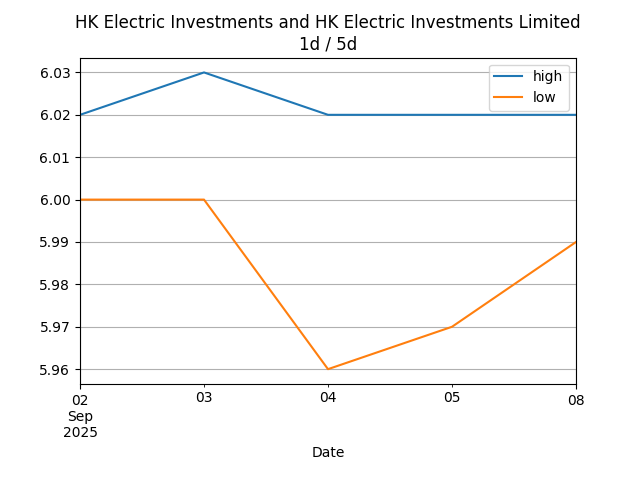 HK Electric Investments and HK Electric Investments Limited
1d / 5d
high
low
6.03
6.02
6.01
6.00
5.99
5.98
5.97
5.96
02 03 04 05 08
Sep
2025
Date